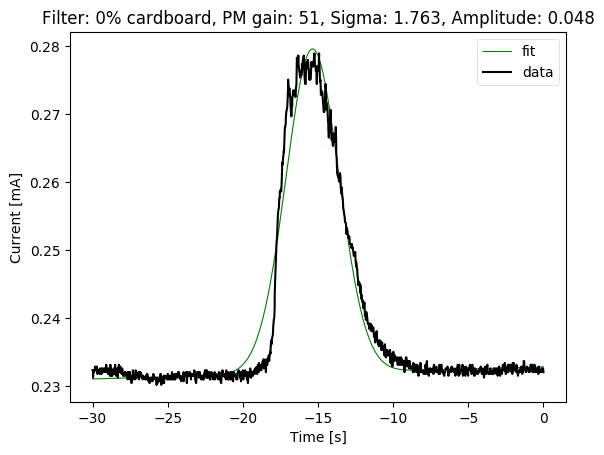 Filter: 0% cardboard, PM gain: 51, Sigma: 1.763, Amplitude: 0.048
fit
data
0.28
0.27
0.26
0.25
0.24
0.23
Current [mA]
−30 −25 −20 −15 −10 −5 0
Time [s]